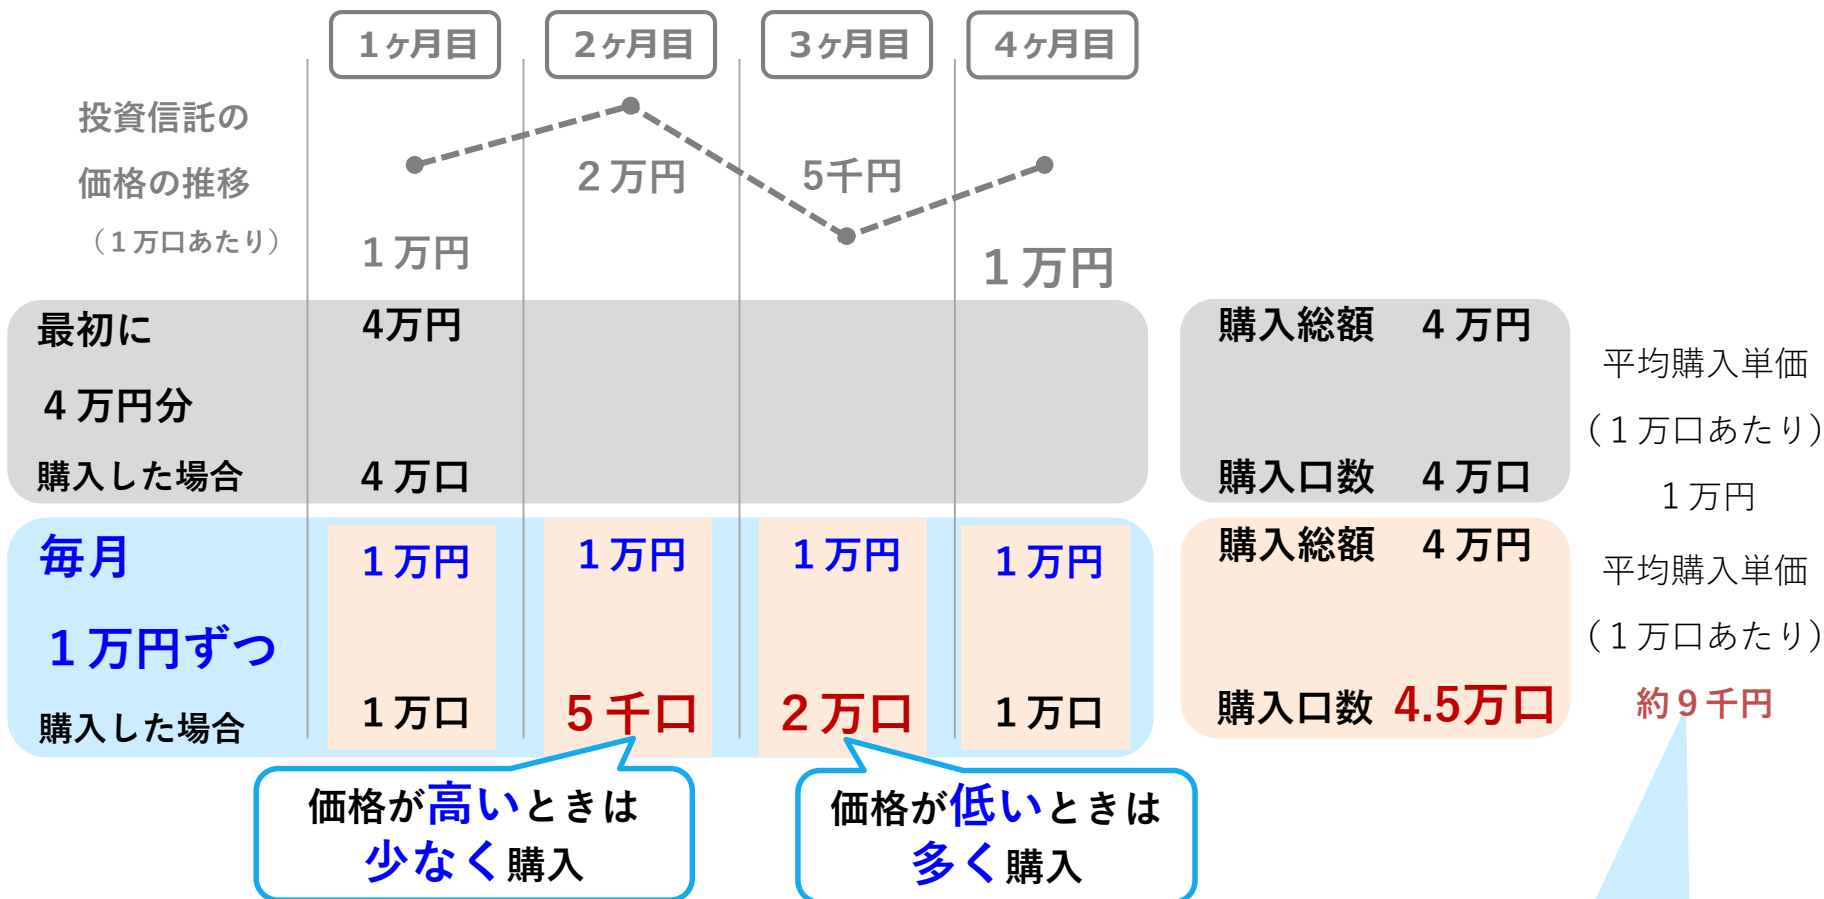 1ヶ月目
2ヶ月目
3ヶ月目
4ヶ月目
投資信託の
価格の推移
（1万口あたり）
1万円
2万円
5千円
1万円
最初に
4万円分
購入した場合
4万円
4万口
購入総額 4万円
購入口数 4万口
平均購入単価
（1万口あたり）
1万円
毎月
1万円ずつ
購入した場合
1万円
1万口
1万円
5千口
1万円
2万口
1万円
1万口
購入総額 4万円
購入口数 4.5万口
平均購入単価
（1万口あたり）
約9千円
価格が高いときは
少なく購入
価格が低いときは
多く購入